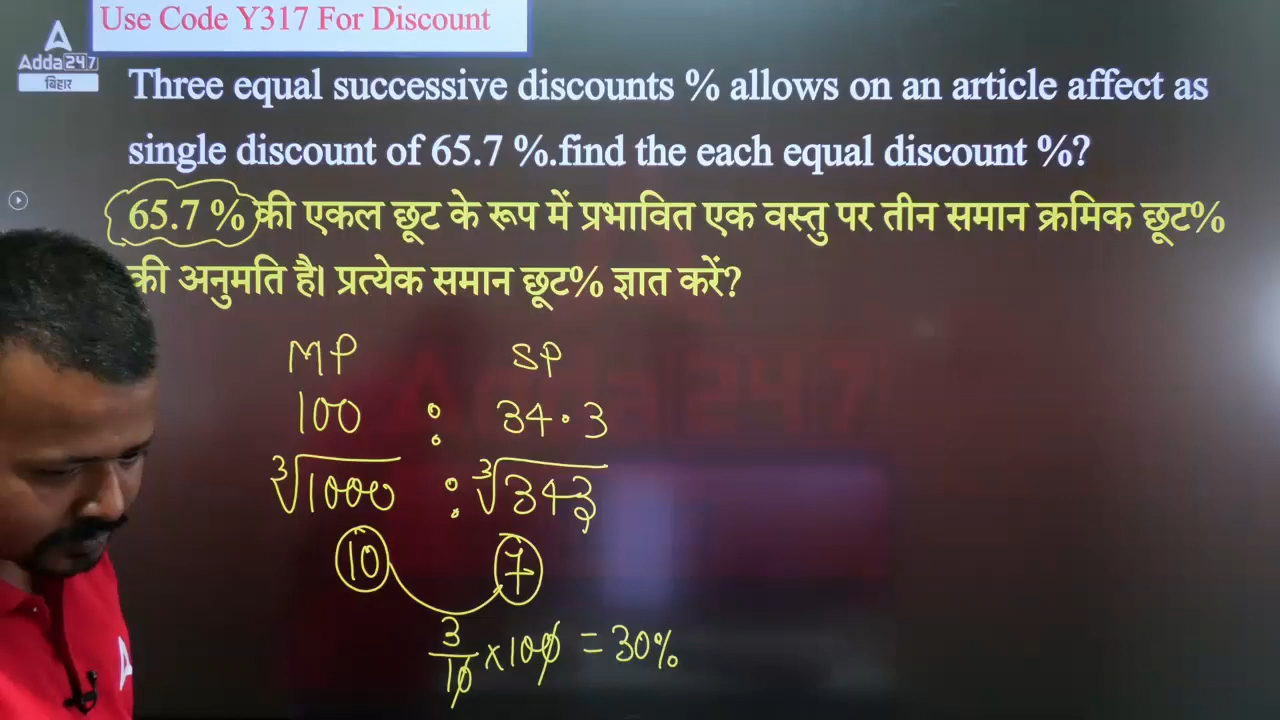 Use Code Y317 For Discount
Adda247
बिहार
Three equal successive discounts % allows on an article affect as
single discount of 65.7 %.find the each equal discount %?
65.7 % की एकल छूट के रूप में प्रभावित एक वस्तु पर तीन समान क्रमिक छूट%
की अनुमति है। प्रत्येक समान छूट% ज्ञात करें?
MP SP
100 : 34.3
∛1000 : ∛343
10 7
3/10 × 100 = 30%
Adda 247